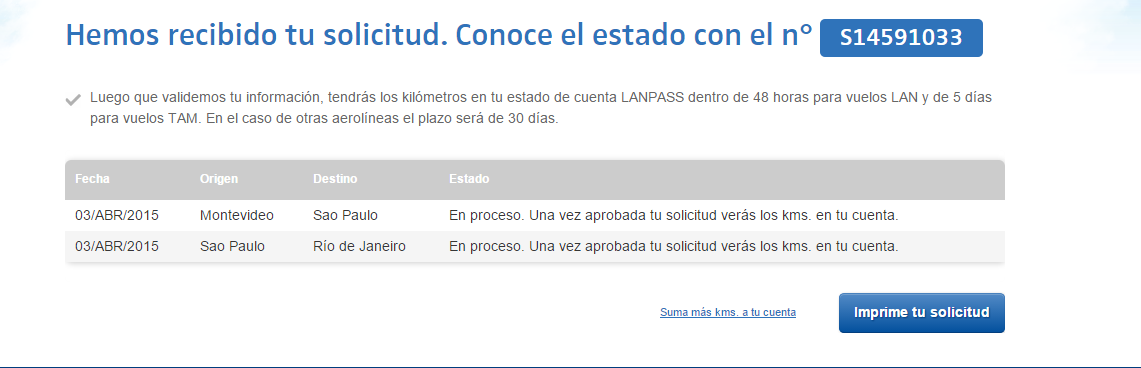 Hemos recibido tu solicitud. Conoce el estado con el n° S14591033
Luego que validemos tu información, tendrás los kilómetros en tu estado de cuenta LANPASS dentro de 48 horas para vuelos LAN y de 5 días
para vuelos TAM. En el caso de otras aerolíneas el plazo será de 30 días.
Fecha Origen Destino Estado
03/ABR/2015 Montevideo Sao Paulo En proceso. Una vez aprobada tu solicitud verás los kms. en tu cuenta.
03/ABR/2015 Sao Paulo Río de Janeiro En proceso. Una vez aprobada tu solicitud verás los kms. en tu cuenta.
Suma más kms. a tu cuenta Imprime tu solicitud